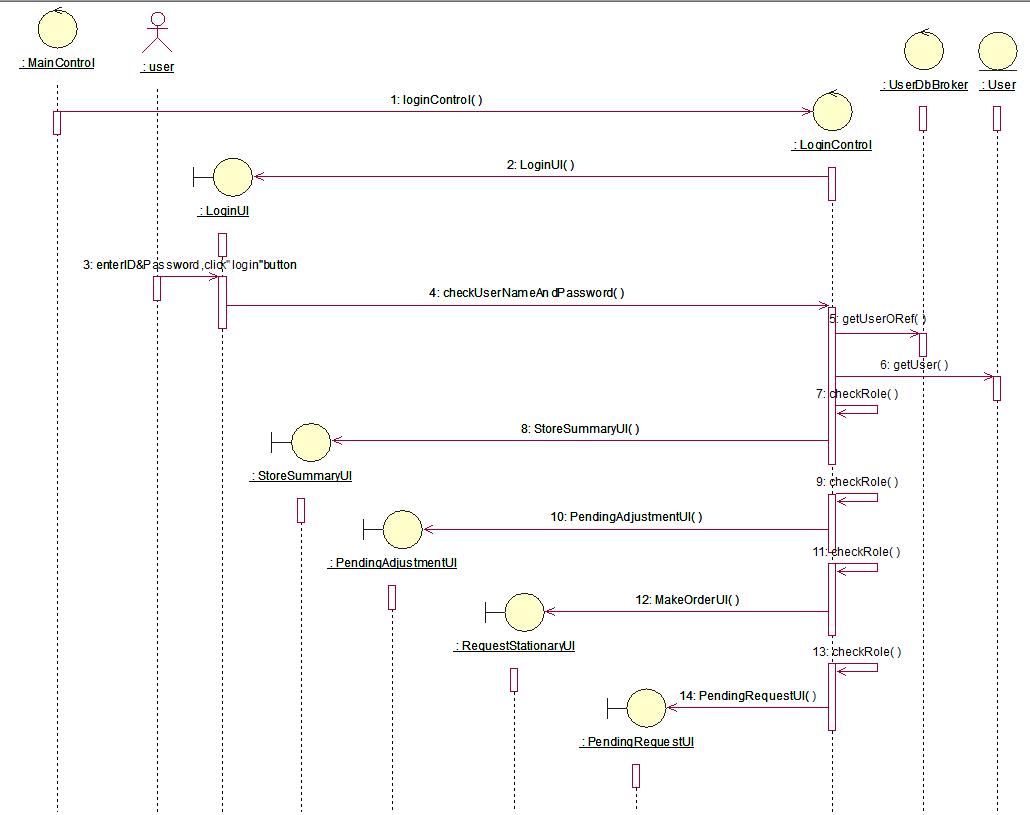 : MainControl
: user
: UserDbBroker
: User
1: loginControl( )
: LoginControl
2: LoginUI( )
: LoginUI
3: enterID&Password,click"login"button
4: checkUserNameAndPassword( )
5: getUserORef( )
6: getUser( )
7: checkRole( )
8: StoreSummaryUI( )
: StoreSummaryUI
9: checkRole( )
10: PendingAdjustmentUI( )
: PendingAdjustmentUI
11: checkRole( )
12: MakeOrderUI( )
: RequestStationaryUI
13: checkRole( )
14: PendingRequestUI( )
: PendingRequestUI